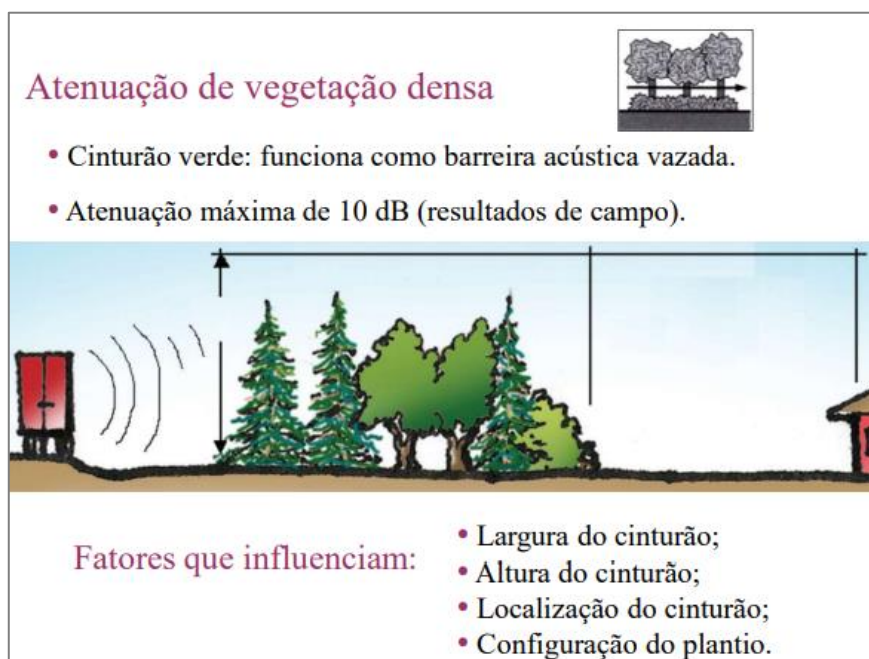 Atenuação de vegetação densa
• Cinturão verde: funciona como barreira acústica vazada.
• Atenuação máxima de 10 dB (resultados de campo).
Fatores que influenciam:
• Largura do cinturão;
• Altura do cinturão;
• Localização do cinturão;
• Configuração do plantio.